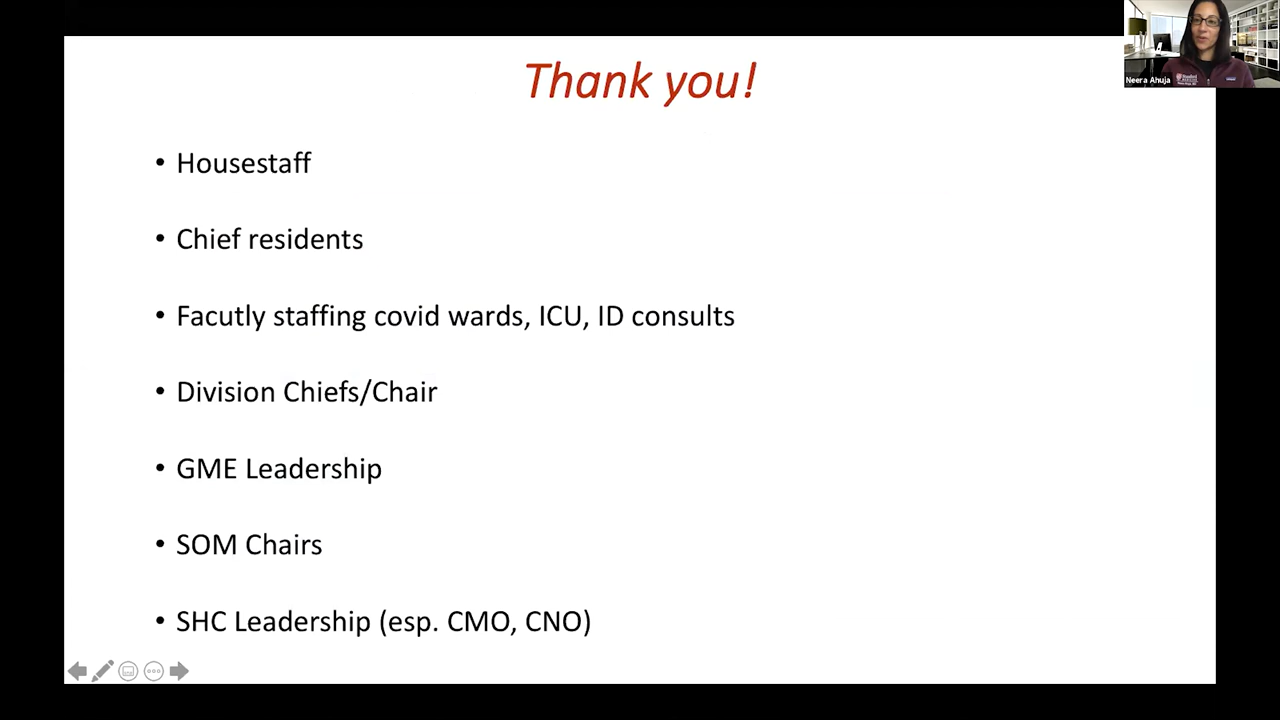 Thank you!
• Housestaff
• Chief residents
• Facutly staffing covid wards, ICU, ID consults
• Division Chiefs/Chair
• GME Leadership
• SOM Chairs
• SHC Leadership (esp. CMO, CNO)
Neera Ahuja